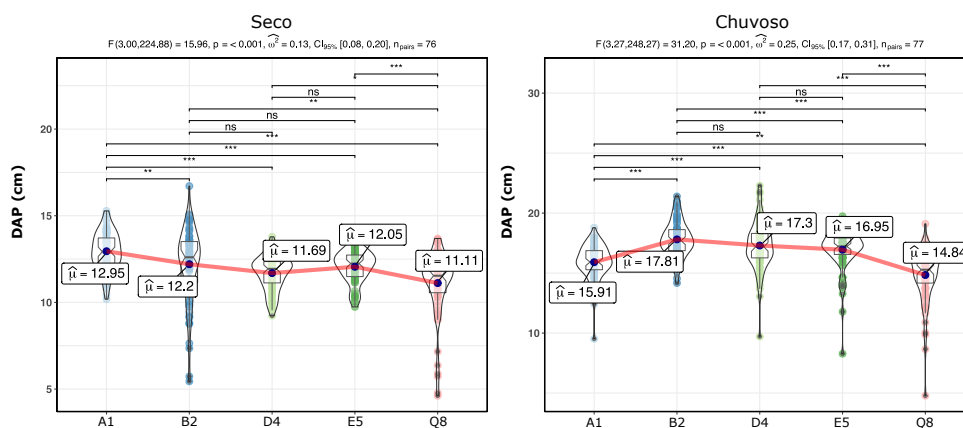 Seco
F(3,00,224,88) = 15,96, p = < 0,001, ω̂² = 0,13, CI95% [0,08, 0,20], npairs = 76
DAP (cm)
20
15
10
5
***
*
ns
**
ns
ns
***
***
***
**
μ̂ = 12.95
μ̂ = 12.2
μ̂ = 11.69
μ̂ = 12.05
μ̂ = 11.11
A1
B2
D4
E5
Q8
Chuvoso
F(3,27,248,27) = 31,20, p = < 0,001, ω̂² = 0,25, CI95% [0,17, 0,31], npairs = 77
DAP (cm)
30
20
10
***
***
ns
***
***
ns
**
***
***
***
μ̂ = 15.91
μ̂ = 17.81
μ̂ = 17.3
μ̂ = 16.95
μ̂ = 14.84
A1
B2
D4
E5
Q8